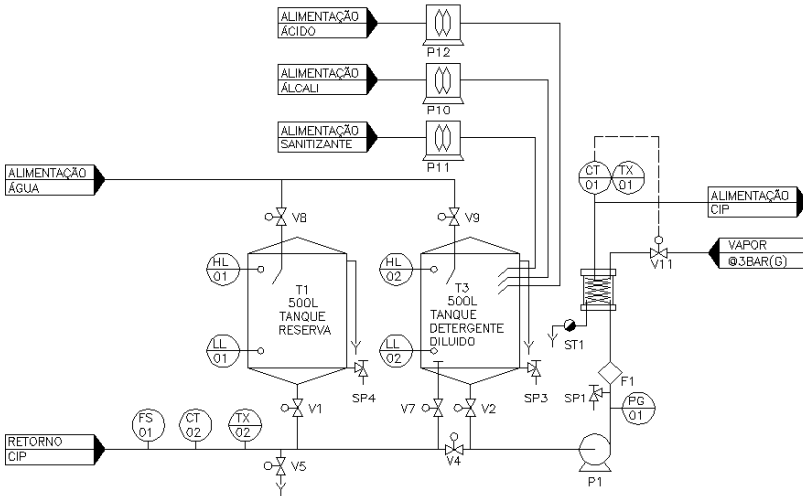 ALIMENTAÇÃO
ÁCIDO
P12
ALIMENTAÇÃO
ÁLCALI
P10
ALIMENTAÇÃO
SANITIZANTE
P11
ALIMENTAÇÃO
ÁGUA
CT
01
TX
01
ALIMENTAÇÃO
CIP
V8
V9
VAPOR
@3BAR(G)
V11
HL
01
T1
500L
TANQUE
RESERVA
LL
01
HL
02
T3
500L
TANQUE
DETERGENTE
DILUIDO
LL
02
ST1
SP4
SP3
F1
SP1
PG
01
V1
V7
V2
FS
01
CT
02
TX
02
RETORNO
CIP
V5
V4
P1